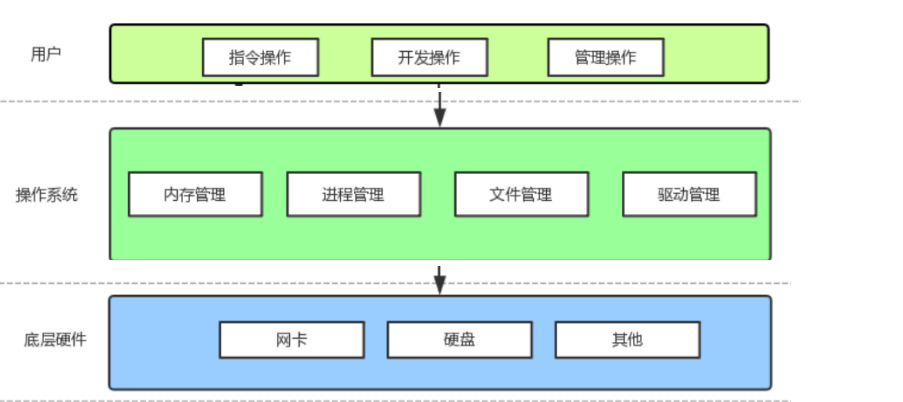 用户
指令操作 开发操作 管理操作
操作系统
内存管理 进程管理 文件管理 驱动管理
底层硬件
网卡 硬盘 其他